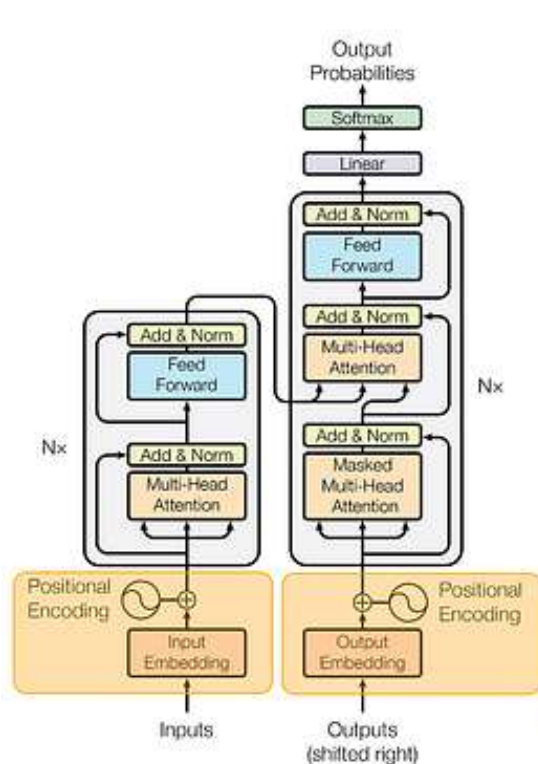 Output
Probabilities
Softmax
Linear
Add & Norm
Feed
Forward
Add & Norm
Multi-Head
Attention
Nx
Add & Norm
Masked
Multi-Head
Attention
Add & Norm
Feed
Forward
Nx
Add & Norm
Multi-Head
Attention
Positional
Encoding
Input
Embedding
Inputs
Positional
Encoding
Output
Embedding
Outputs
(shifted right)